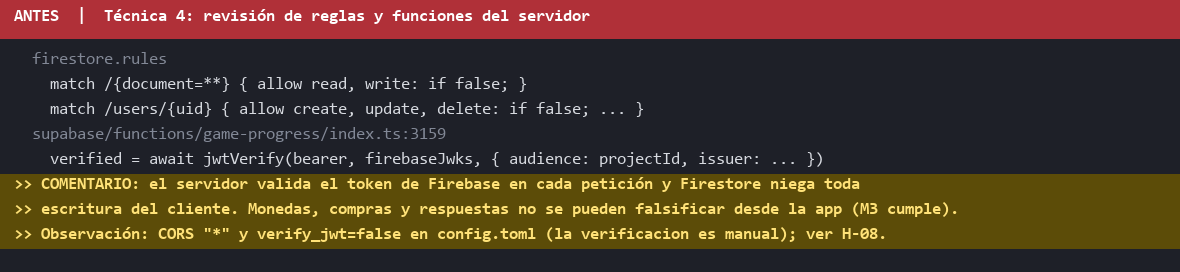 ANTES | Técnica 4: revisión de reglas y funciones del servidor
firestore.rules
match /{document=**} { allow read, write: if false; }
match /users/{uid} { allow create, update, delete: if false; ... }
supabase/functions/game-progress/index.ts:3159
verified = await jwtVerify(bearer, firebaseJwks, { audience: projectId, issuer: ... })
>> COMENTARIO: el servidor valida el token de Firebase en cada petición y Firestore niega toda
>> escritura del cliente. Monedas, compras y respuestas no se pueden falsificar desde la app (M3 cumple).
>> Observación: CORS "*" y verify_jwt=false en config.toml (la verificacion es manual); ver H-08.